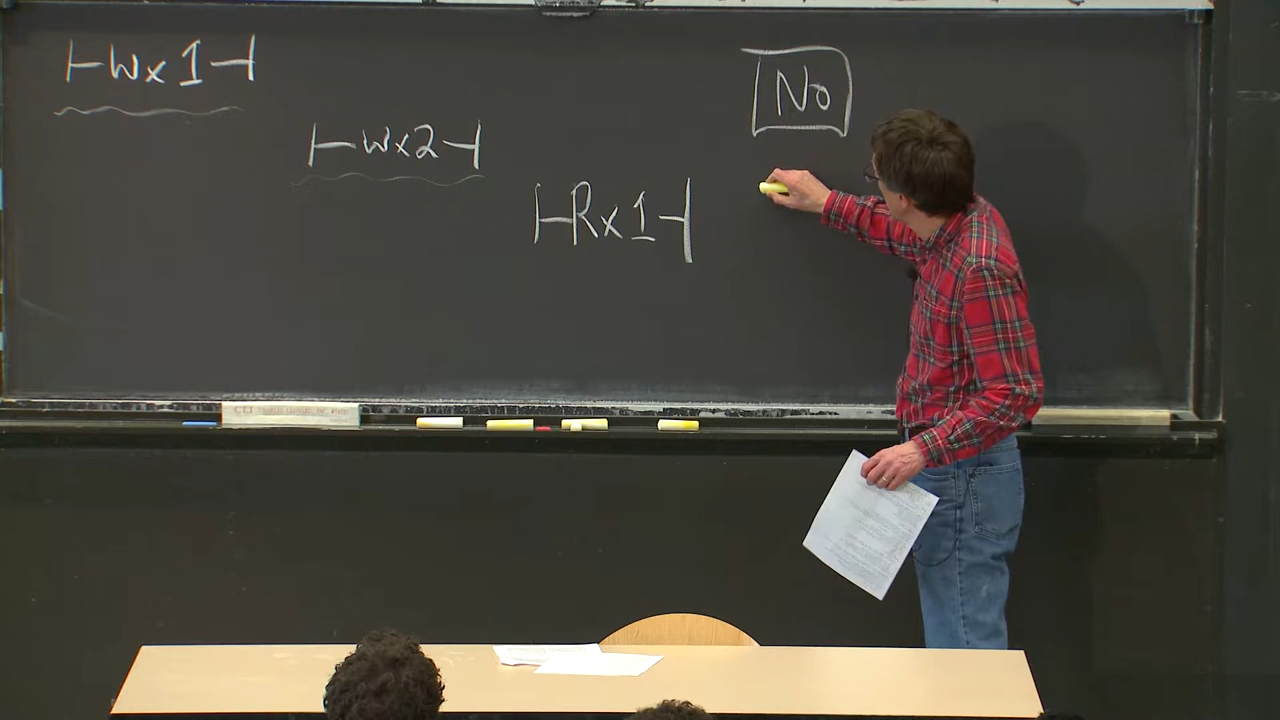 ⊢Wx1⊣
No
⊢Wx2⊣
⊢Rx1⊣